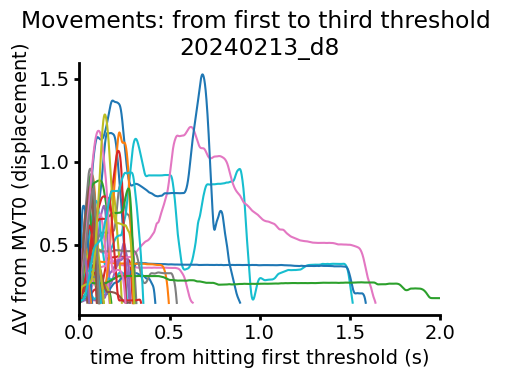 Movements: from first to third threshold
20240213_d8
ΔV from MVT0 (displacement)
1.5
1.0
0.5
0.0
0.5
1.0
1.5
2.0
time from hitting first threshold (s)